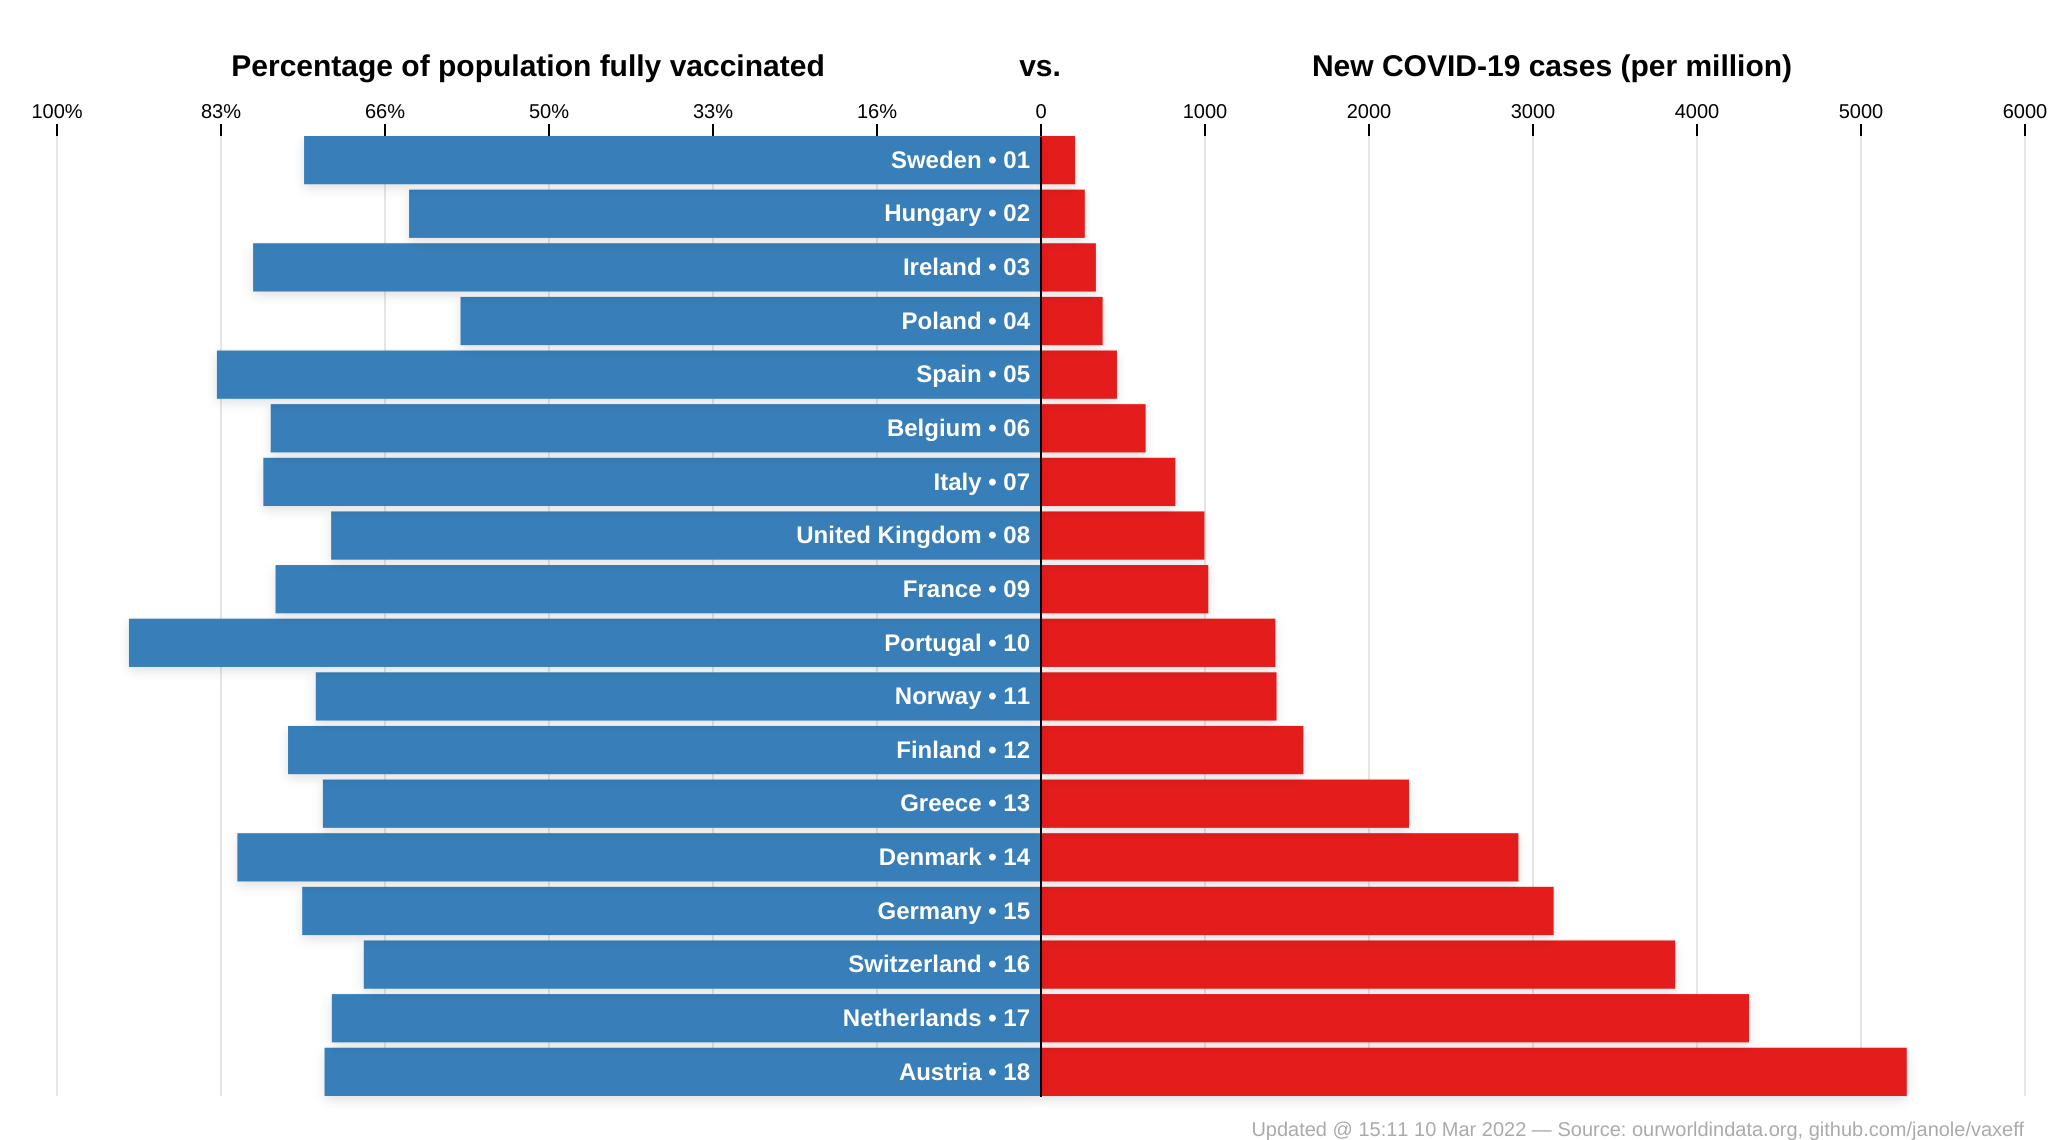 Percentage of population fully vaccinated vs. New COVID-19 cases (per million)
100% 83% 66% 50% 33% 16% 0 1000 2000 3000 4000 5000 6000
Sweden • 01
Hungary • 02
Ireland • 03
Poland • 04
Spain • 05
Belgium • 06
Italy • 07
United Kingdom • 08
France • 09
Portugal • 10
Norway • 11
Finland • 12
Greece • 13
Denmark • 14
Germany • 15
Switzerland • 16
Netherlands • 17
Austria • 18
Updated @ 15:11 10 Mar 2022 — Source: ourworldindata.org, github.com/janole/vaxeff